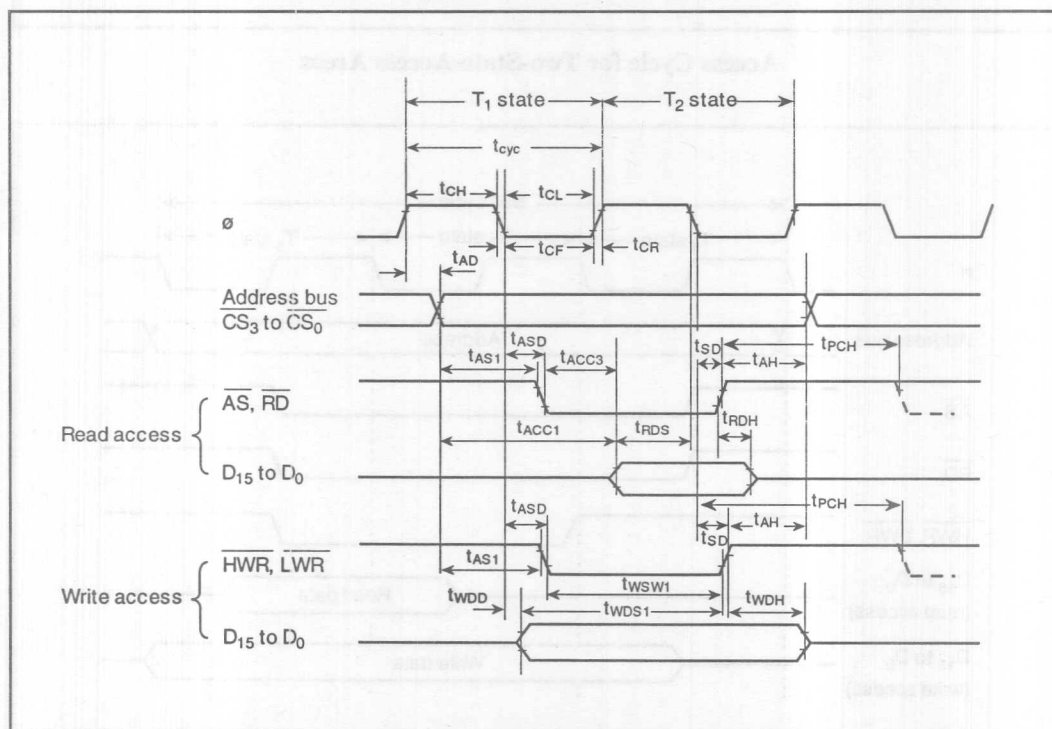 T₁ state T₂ state
tcyc
tCH tCL
ø
tCF tCR
tAD
Address bus
CS₃ to CS₀
tASD tSD tPCH
tAS1 tACC3 tAH
AS, RD
tRDH
Read access
tACC1 tRDS
D₁₅ to D₀
tPCH
tASD tAH
tSD
HWR, LWR
tAS1
tWSW1
Write access
tWDD tWDS1 tWDH
D₁₅ to D₀
Access Cycle for Two-State-Access Areas
Write data